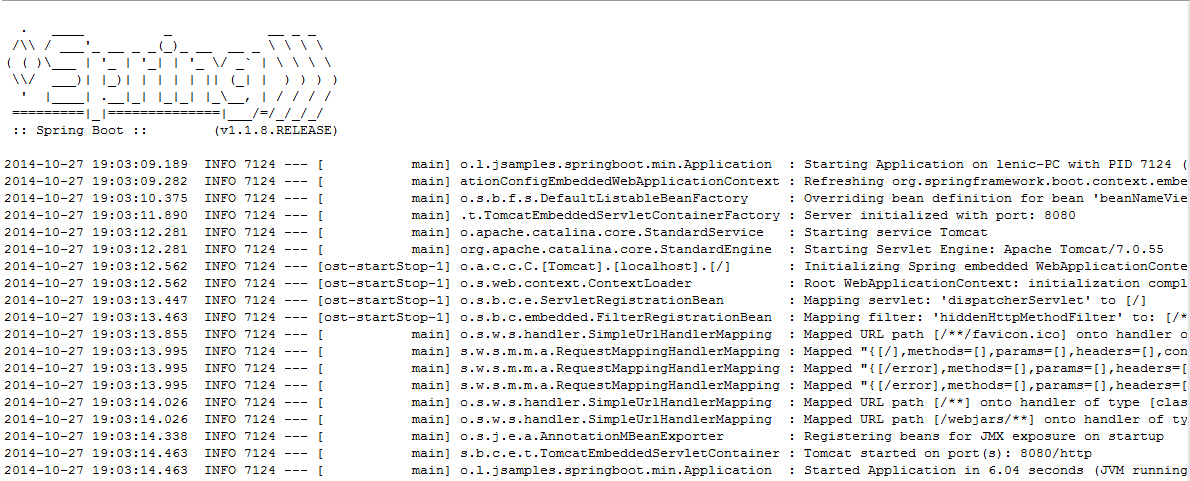 .   ____          _            __ _ _
 /\\ / ___'_ __ _ _(_)_ __  __ _ \ \ \ \
( ( )\___ | '_ | '_| | '_ \/ _` | \ \ \ \
 \\/  ___)| |_)| | | | | || (_| |  ) ) ) )
  '  |____| .__|_| |_|_| |_\__, | / / / /
 =========|_|==============|___/=/_/_/_/
 :: Spring Boot ::        (v1.1.8.RELEASE)
2014-10-27 19:03:09.189  INFO 7124 --- [           main] o.l.jsamples.springboot.min.Application  : Starting Application on lenic-PC with PID 7124 (
2014-10-27 19:03:09.282  INFO 7124 --- [           main] ationConfigEmbeddedWebApplicationContext : Refreshing org.springframework.boot.context.embe
2014-10-27 19:03:10.375  INFO 7124 --- [           main] o.s.b.f.s.DefaultListableBeanFactory     : Overriding bean definition for bean 'beanNameVie
2014-10-27 19:03:11.890  INFO 7124 --- [           main] .t.TomcatEmbeddedServletContainerFactory : Server initialized with port: 8080
2014-10-27 19:03:12.281  INFO 7124 --- [           main] o.apache.catalina.core.StandardService   : Starting service Tomcat
2014-10-27 19:03:12.281  INFO 7124 --- [           main] org.apache.catalina.core.StandardEngine  : Starting Servlet Engine: Apache Tomcat/7.0.55
2014-10-27 19:03:12.562  INFO 7124 --- [ost-startStop-1] o.a.c.c.C.[Tomcat].[localhost].[/]       : Initializing Spring embedded WebApplicationConte
2014-10-27 19:03:12.562  INFO 7124 --- [ost-startStop-1] o.s.web.context.ContextLoader            : Root WebApplicationContext: initialization compl
2014-10-27 19:03:13.447  INFO 7124 --- [ost-startStop-1] o.s.b.c.e.ServletRegistrationBean        : Mapping servlet: 'dispatcherServlet' to [/]
2014-10-27 19:03:13.463  INFO 7124 --- [ost-startStop-1] o.s.b.c.embedded.FilterRegistrationBean  : Mapping filter: 'hiddenHttpMethodFilter' to: [/*
2014-10-27 19:03:13.855  INFO 7124 --- [           main] o.s.w.s.handler.SimpleUrlHandlerMapping  : Mapped URL path [/**/favicon.ico] onto handler o
2014-10-27 19:03:13.995  INFO 7124 --- [           main] s.w.s.m.m.a.RequestMappingHandlerMapping : Mapped "{[/],methods=[],params=[],headers=[],con
2014-10-27 19:03:13.995  INFO 7124 --- [           main] s.w.s.m.m.a.RequestMappingHandlerMapping : Mapped "{[/error],methods=[],params=[],headers=[
2014-10-27 19:03:13.995  INFO 7124 --- [           main] s.w.s.m.m.a.RequestMappingHandlerMapping : Mapped "{[/error],methods=[],params=[],headers=[
2014-10-27 19:03:14.026  INFO 7124 --- [           main] o.s.w.s.handler.SimpleUrlHandlerMapping  : Mapped URL path [/**] onto handler of type [clas
2014-10-27 19:03:14.026  INFO 7124 --- [           main] o.s.w.s.handler.SimpleUrlHandlerMapping  : Mapped URL path [/webjars/**] onto handler of ty
2014-10-27 19:03:14.338  INFO 7124 --- [           main] o.s.j.e.a.AnnotationMBeanExporter        : Registering beans for JMX exposure on startup
2014-10-27 19:03:14.463  INFO 7124 --- [           main] s.b.c.e.t.TomcatEmbeddedServletContainer : Tomcat started on port(s): 8080/http
2014-10-27 19:03:14.463  INFO 7124 --- [           main] o.l.jsamples.springboot.min.Application  : Started Application in 6.04 seconds (JVM running